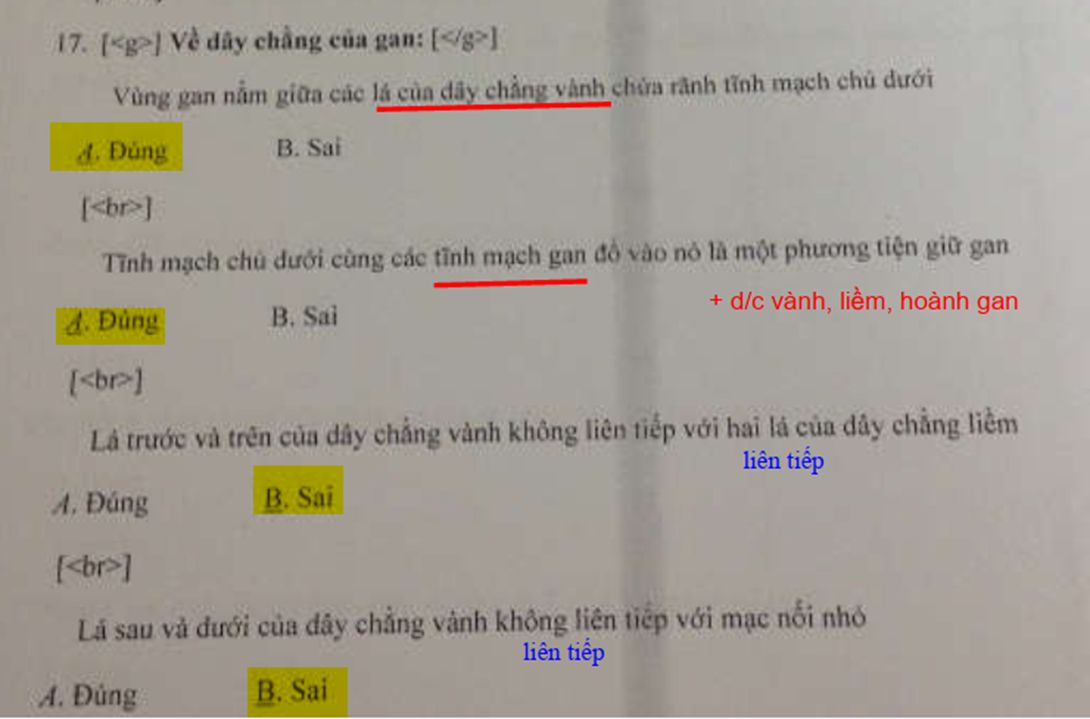 17. [<g>] Về dây chằng của gan: [</g>]
Vùng gan nằm giữa các lá của dây chằng vành chứa rãnh tĩnh mạch chủ dưới
A. Đúng B. Sai
[<br>]
Tĩnh mạch chủ dưới cùng các tĩnh mạch gan đổ vào nó là một phương tiện giữ gan
+ d/c vành, liềm, hoành gan
A. Đúng B. Sai
[<br>]
Lá trước và trên của dây chằng vành không liên tiếp với hai lá của dây chằng liềm
liên tiếp
A. Đúng B. Sai
[<br>]
Lá sau và dưới của dây chằng vành không liên tiếp với mạc nối nhỏ
liên tiếp
A. Đúng B. Sai